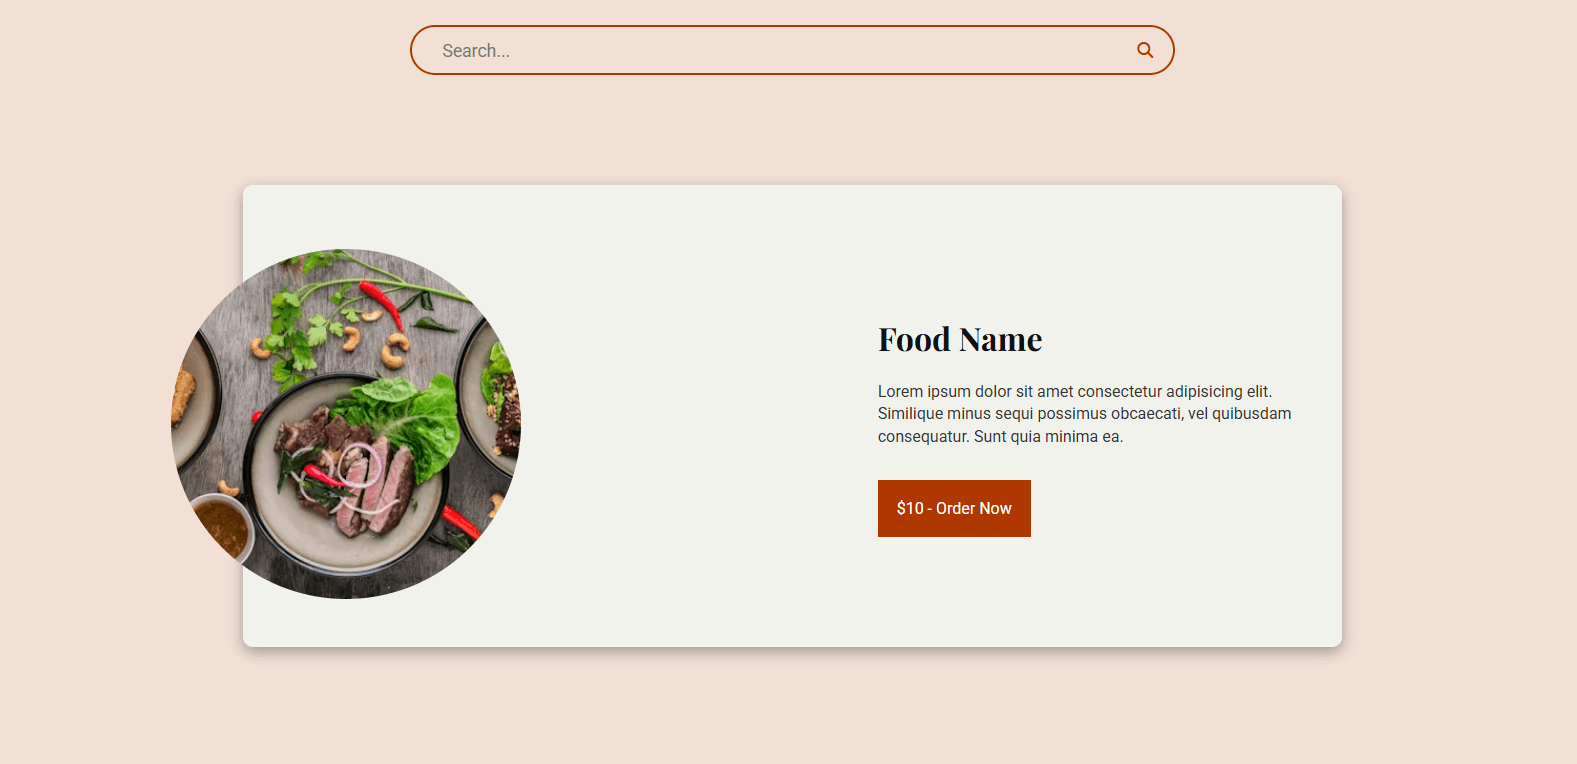 Search...
Food Name
Lorem ipsum dolor sit amet consectetur adipisicing elit.
Similique minus sequi possimus obcaecati, vel quibusdam
consequatur. Sunt quia minima ea.
$10 - Order Now